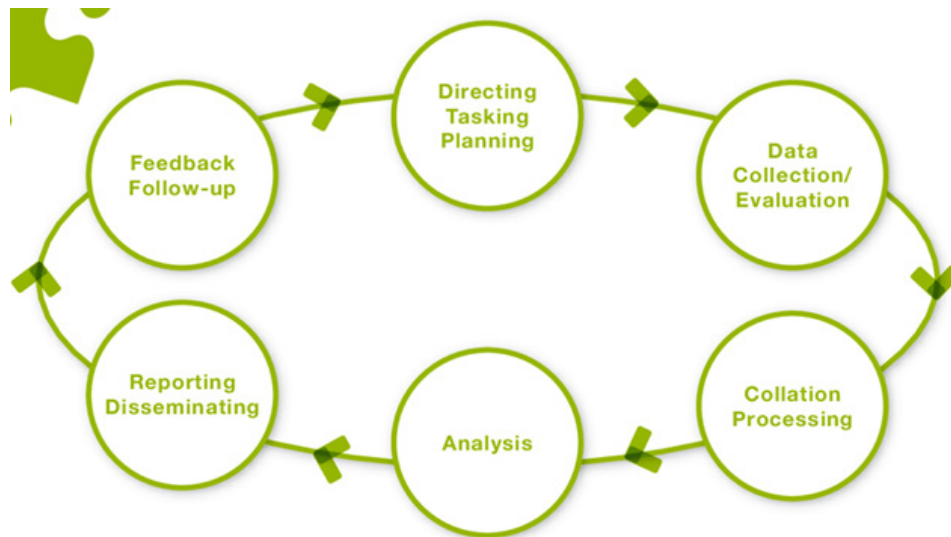 Directing
Tasking
Planning
Data
Collection/
Evaluation
Collation
Processing
Analysis
Reporting
Disseminating
Feedback
Follow-up